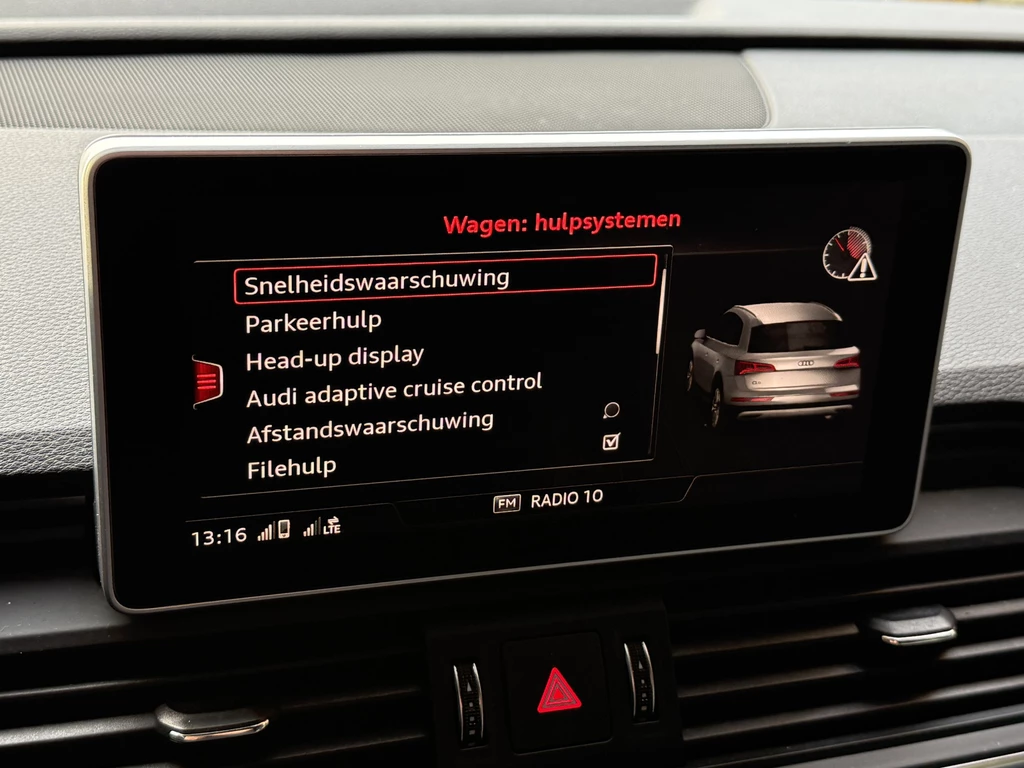 Wagen: hulpsystemen
Snelheidswaarschuwing
Parkeerhulp
Head-up display
Audi adaptive cruise control
Afstandswaarschuwing
Filehulp
FM RADIO 10
13:16 LTE